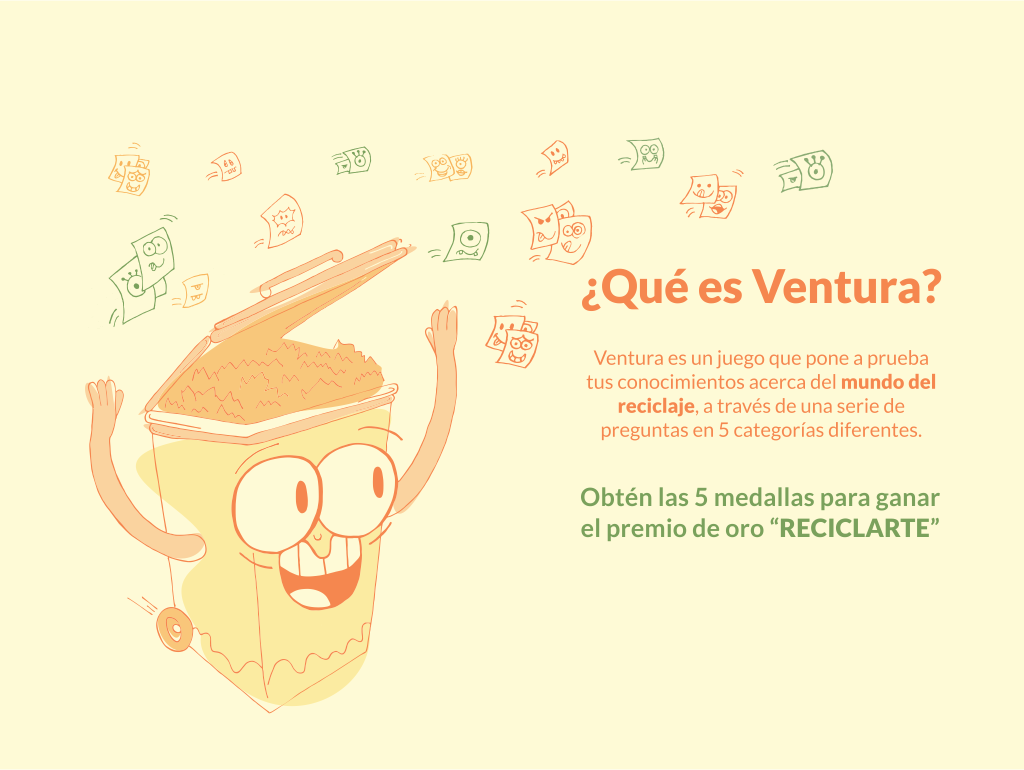 ¿Qué es Ventura?
Ventura es un juego que pone a prueba
tus conocimientos acerca del mundo del
reciclaje, a través de una serie de
preguntas en 5 categorías diferentes.
Obtén las 5 medallas para ganar
el premio de oro “RECICLARTE”